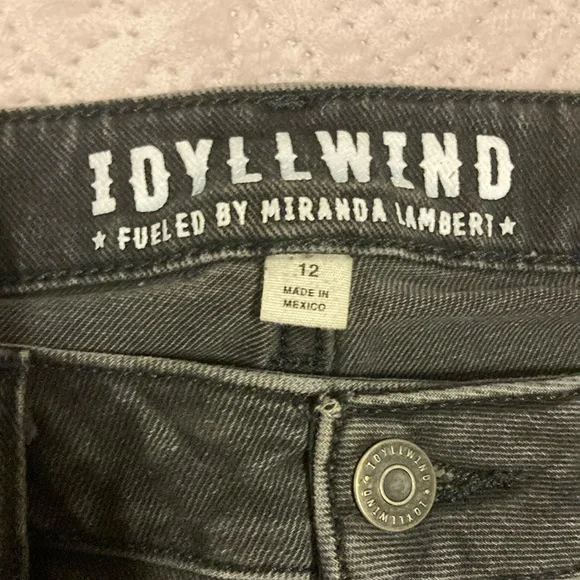 IDYLLWIND
★ FUELED BY MIRANDA LAMBERT ★
12
MADE IN
MEXICO
IDYLLWIND ★ IDYLLWIND ★